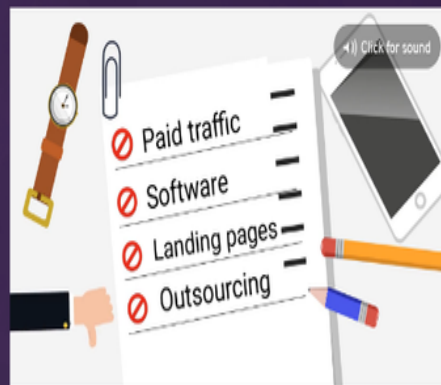 Click for sound
Paid traffic
Software
Landing pages
Outsourcing